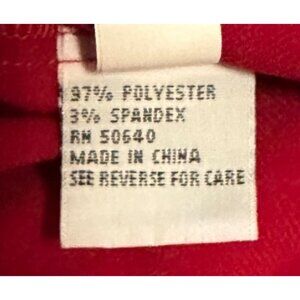 97% POLYESTER
3% SPANDEX
RN 50640
MADE IN CHINA
SEE REVERSE FOR CARE